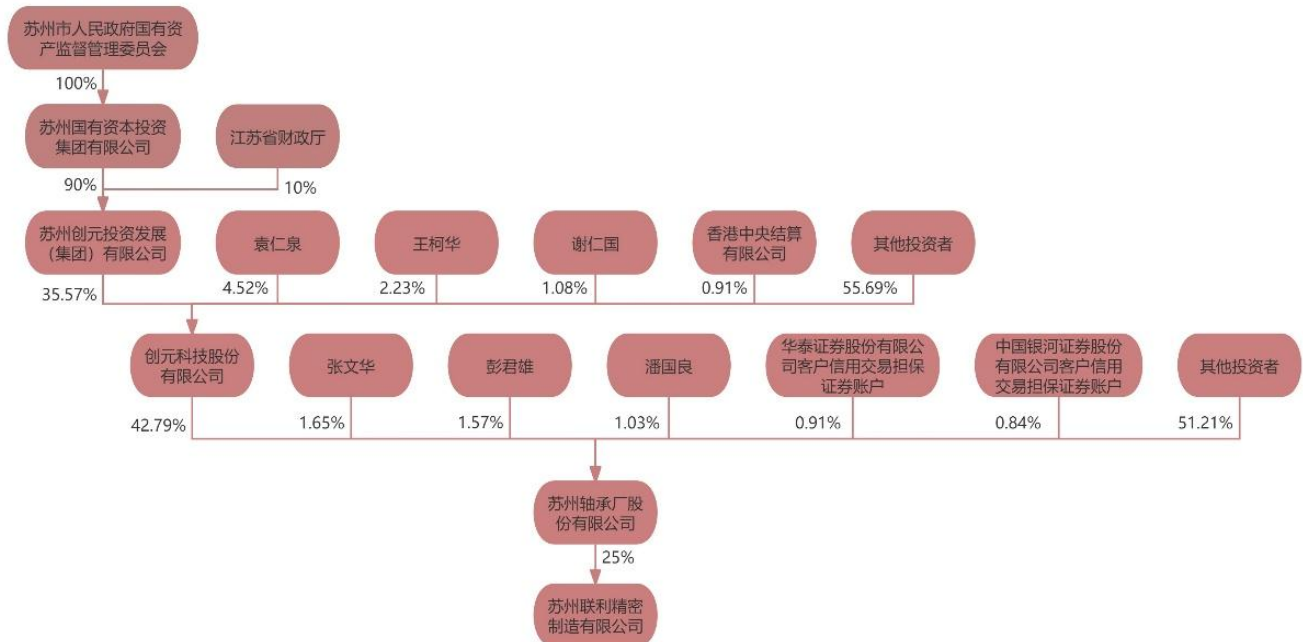 苏州市人民政府国有资
产监督管理委员会
100%
苏州国有资本投资
集团有限公司
江苏省财政厅
90%
10%
苏州创元投资发展
（集团）有限公司
袁仁泉
王柯华
谢仁国
香港中央结算
有限公司
其他投资者
35.57%
4.52%
2.23%
1.08%
0.91%
55.69%
创元科技股份
有限公司
张文华
彭君雄
潘国良
华泰证券股份有限公
司客户信用交易担保
证券账户
中国银河证券股份
有限公司客户信用
交易担保证券账户
其他投资者
42.79%
1.65%
1.57%
1.03%
0.91%
0.84%
51.21%
苏州轴承厂股
份有限公司
25%
苏州联利精密
制造有限公司